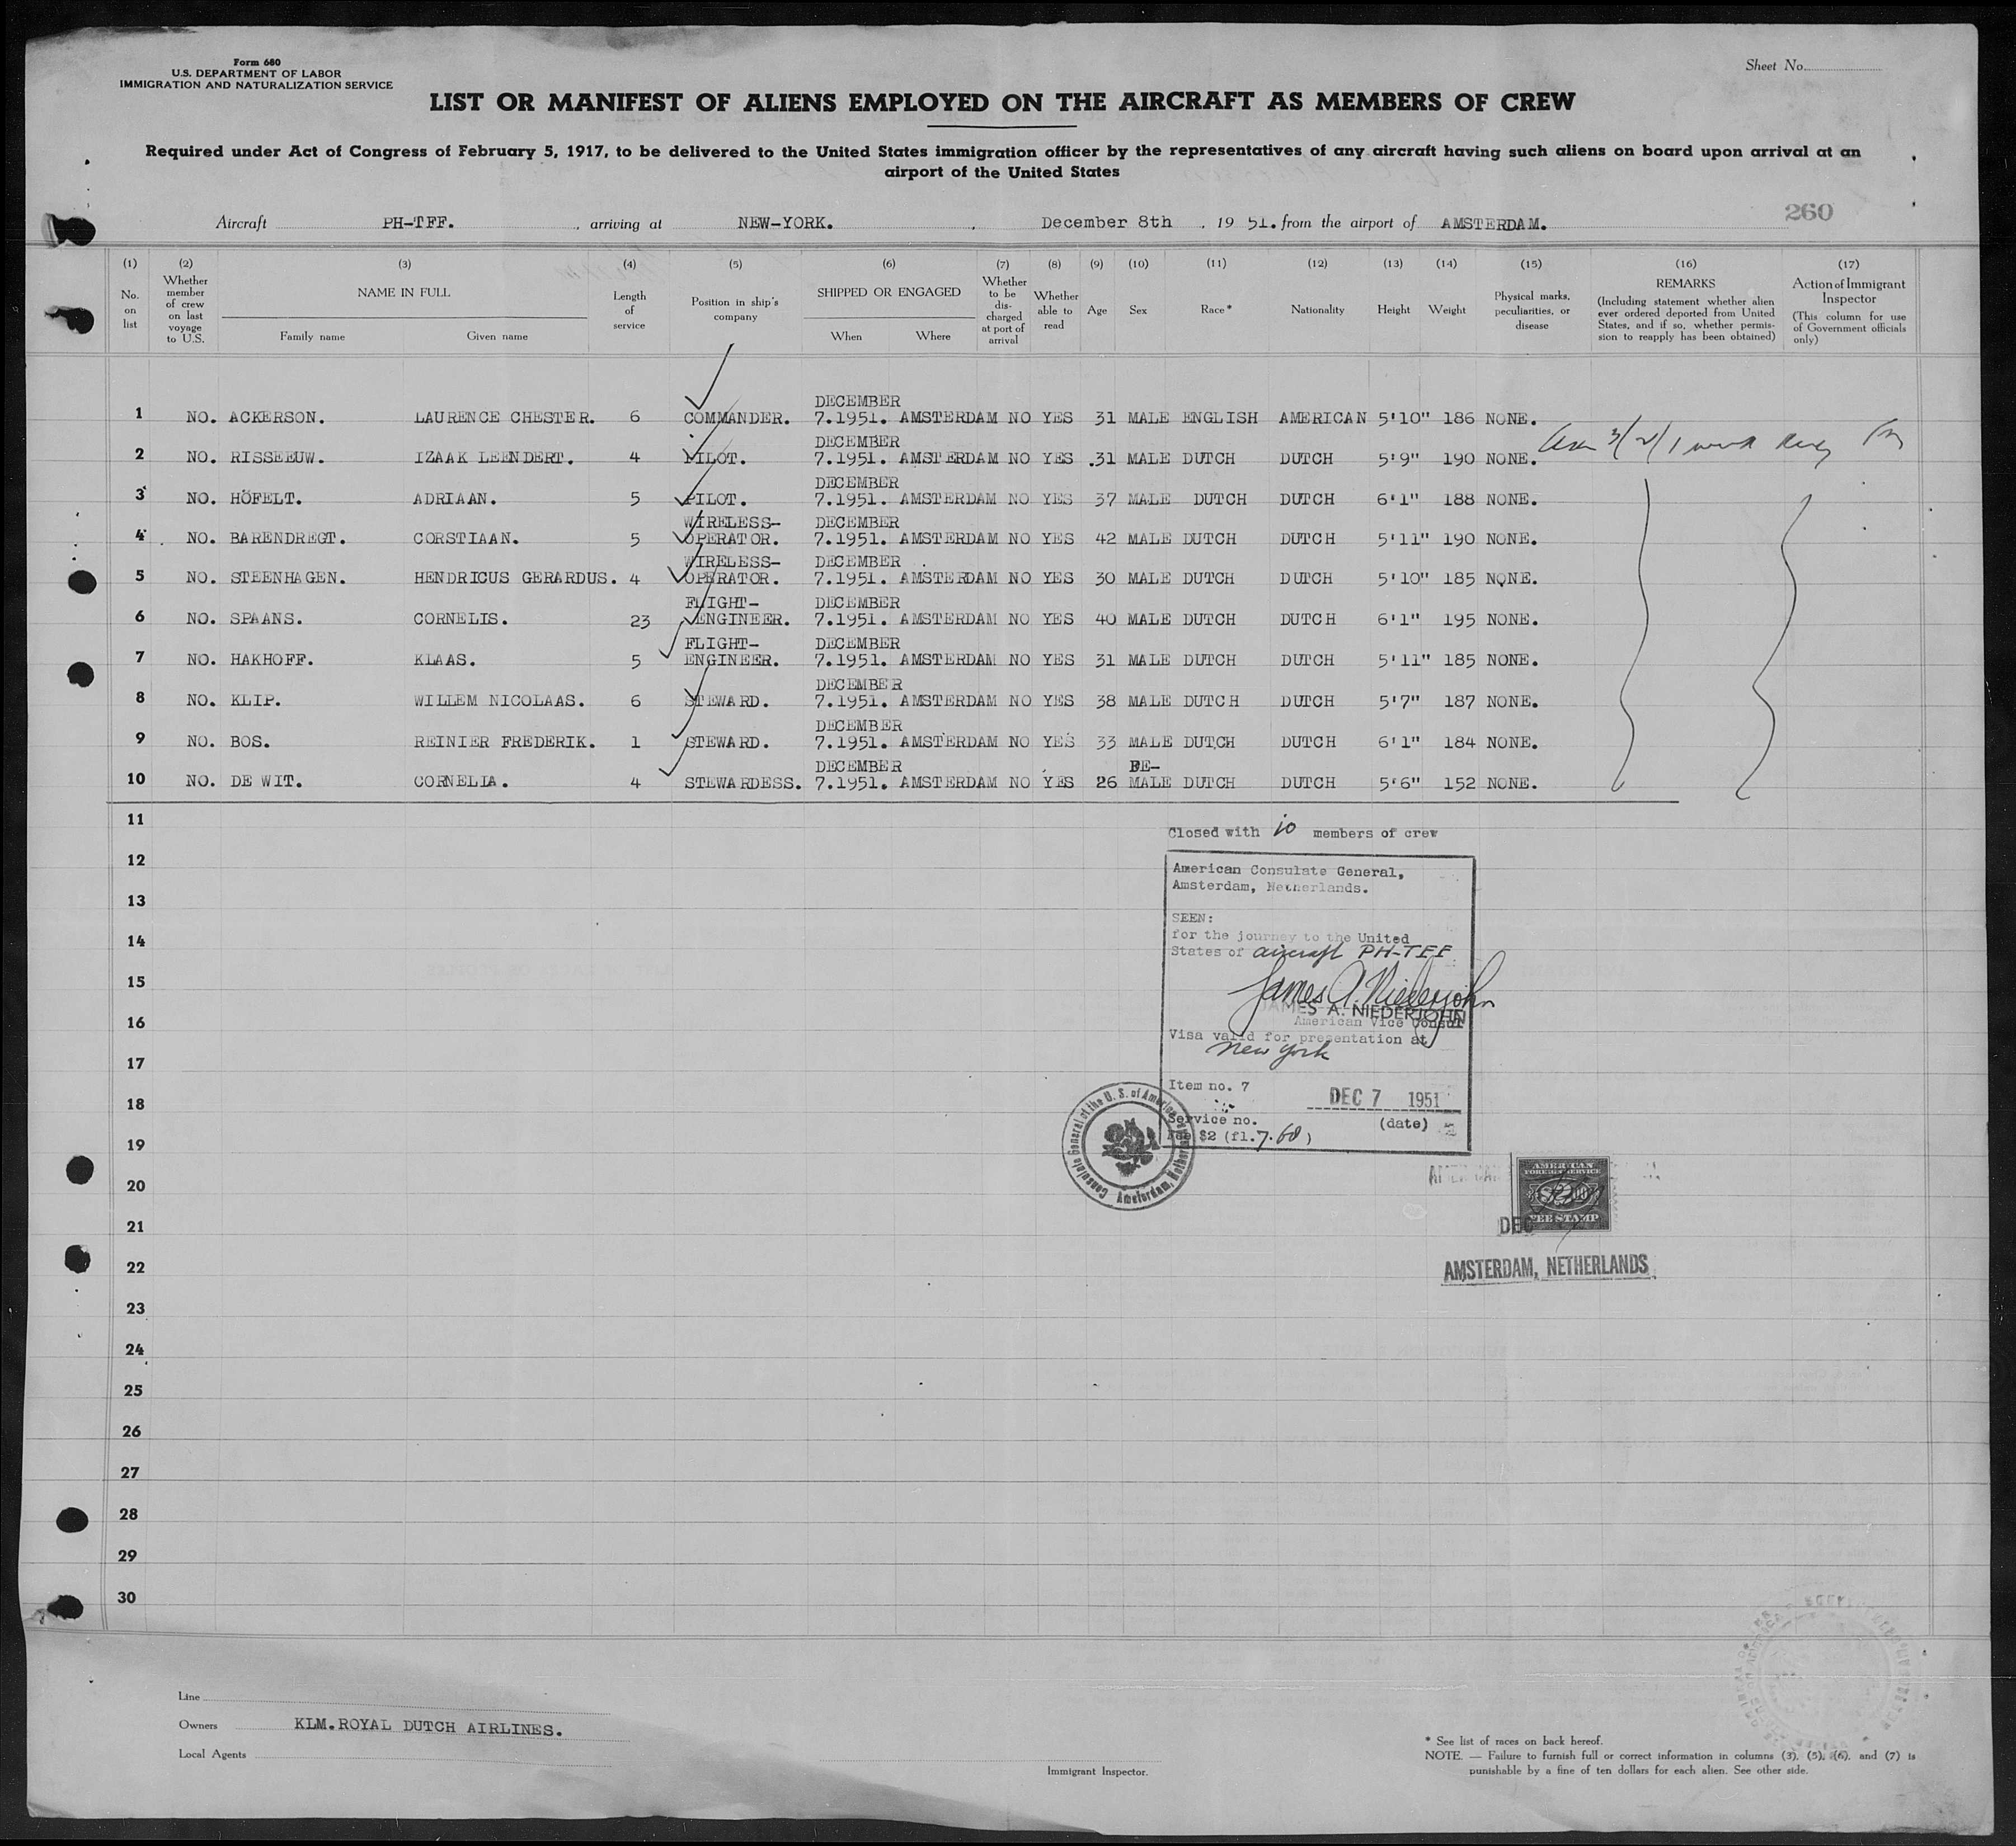 Form 680
U.S. DEPARTMENT OF LABOR
IMMIGRATION AND NATURALIZATION SERVICE
Sheet No.
LIST OR MANIFEST OF ALIENS EMPLOYED ON THE AIRCRAFT AS MEMBERS OF CREW
Required under Act of Congress of February 5, 1917, to be delivered to the United States immigration officer by the representatives of any aircraft having such aliens on board upon arrival at an
airport of the United States
260
Aircraft PH-TFF. , arriving at NEW-YORK. , December 8th , 19 51. from the airport of AMSTERDAM.
(1) (2) (3) (4) (5) (6) (7) (8) (9) (10) (11) (12) (13) (14) (15) (16) (17)
No. on list
Whether member of crew on last voyage to U.S.
NAME IN FULL
Family name Given name
Length of service
Position in ship's company
SHIPPED OR ENGAGED
When Where
Whether to be dis-charged at port of arrival
Whether able to read
Age
Sex
Race*
Nationality
Height
Weight
Physical marks, peculiarities, or disease
REMARKS
(Including statement whether alien
ever ordered deported from United
States, and if so, whether permis-
sion to reapply has been obtained)
Action of Immigrant
Inspector
(This column for use
of Government officials
only)
DECEMBER
1 NO. ACKERSON. LAURENCE CHESTER. 6 COMMANDER. 7.1951. AMSTERDAM NO YES 31 MALE ENGLISH AMERICAN 5'10" 186 NONE.
DECEMBER
2 NO. RISSEEUW. IZAAK LEENDERT. 4 PILOT. 7.1951. AMSTERDAM NO YES .31 MALE DUTCH DUTCH 5'9" 190 NONE.
DECEMBER
3 NO. HÖFELT. ADRIAAN. 5 PILOT. 7.1951. AMSTERDAM NO YES 37 MALE DUTCH DUTCH 6'1" 188 NONE.
WIRELESS- DECEMBER
4 NO. BARENDREGT. CORSTIAAN. 5 OPERATOR. 7.1951. AMSTERDAM NO YES 42 MALE DUTCH DUTCH 5'11" 190 NONE.
WIRELESS- DECEMBER
5 NO. STEENHAGEN. HENDRICUS GERARDUS. 4 OPERATOR. 7.1951. AMSTERDAM NO YES 30 MALE DUTCH DUTCH 5'10" 185 NONE.
FLIGHT- DECEMBER
6 NO. SPAANS. CORNELIS. 23 ENGINEER. 7.1951. AMSTERDAM NO YES 40 MALE DUTCH DUTCH 6'1" 195 NONE.
FLIGHT- DECEMBER
7 NO. HAKHOFF. KLAAS. 5 ENGINEER. 7.1951. AMSTERDAM NO YES 31 MALE DUTCH DUTCH 5'11" 185 NONE.
DECEMBER
8 NO. KLIP. WILLEM NICOLAAS. 6 STEWARD. 7.1951. AMSTERDAM NO YES 38 MALE DUTCH DUTCH 5'7" 187 NONE.
DECEMBER
9 NO. BOS. REINIER FREDERIK. 1 STEWARD. 7.1951. AMSTERDAM NO YES 33 MALE DUTCH DUTCH 6'1" 184 NONE.
DECEMBER FE-
10 NO. DE WIT. CORNELIA. 4 STEWARDESS. 7.1951. AMSTERDAM NO YES 26 MALE DUTCH DUTCH 5'6" 152 NONE.
11
Closed with 10 members of crew
12
American Consulate General,
Amsterdam, Netherlands.
13
SEEN:
14
for the journey to the United
States of aircraft PH-TFF
15
James A. Niederjohn
JAMES A. NIEDERJOHN
16
American Vice Consul
Visa valid for presentation at
New York
17
Item no. 7
18
DEC 7 1951
Service no. (date)
19
Fee $2 (fl. 7.60)
Consulate General of the U. S. of America Amsterdam, Netherlands
20
AMERICAN
FOREIGN SERVICE
$2.00
FEE STAMP
21
DEC
22
AMSTERDAM, NETHERLANDS
23
24
25
26
27
28
29
30
Line
Owners KLM.ROYAL DUTCH AIRLINES.
Local Agents
Immigrant Inspector.
* See list of races on back hereof.
NOTE. — Failure to furnish full or correct information in columns (3), (5), (6), and (7) is
punishable by a fine of ten dollars for each alien. See other side.